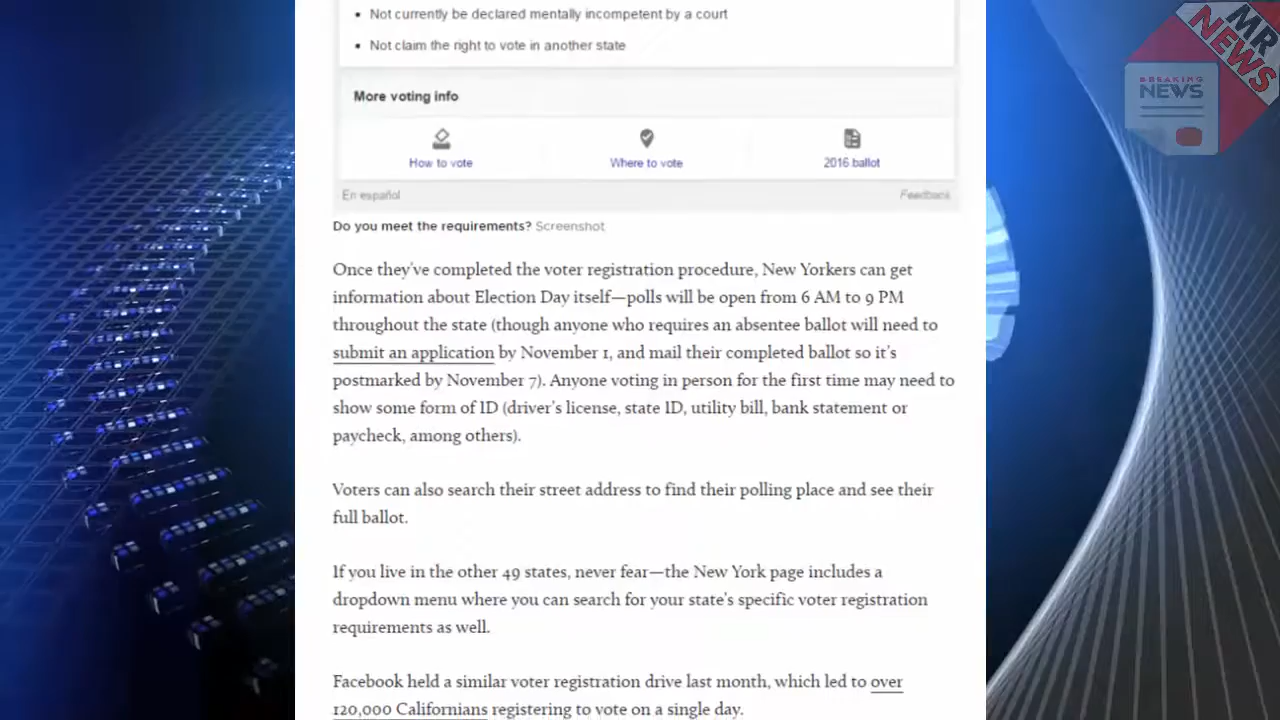 Not currently be declared mentally incompetent by a court
Not claim the right to vote in another state
More voting info
How to vote
Where to vote
2016 ballot
En español
Feedback
Do you meet the requirements? Screenshot
Once they've completed the voter registration procedure, New Yorkers can get
information about Election Day itself—polls will be open from 6 AM to 9 PM
throughout the state (though anyone who requires an absentee ballot will need to
submit an application by November 1, and mail their completed ballot so it's
postmarked by November 7). Anyone voting in person for the first time may need to
show some form of ID (driver's license, state ID, utility bill, bank statement or
paycheck, among others).
Voters can also search their street address to find their polling place and see their
full ballot.
If you live in the other 49 states, never fear—the New York page includes a
dropdown menu where you can search for your state's specific voter registration
requirements as well.
Facebook held a similar voter registration drive last month, which led to over
120,000 Californians registering to vote on a single day.
MR
NEWS
BREAKING
NEWS